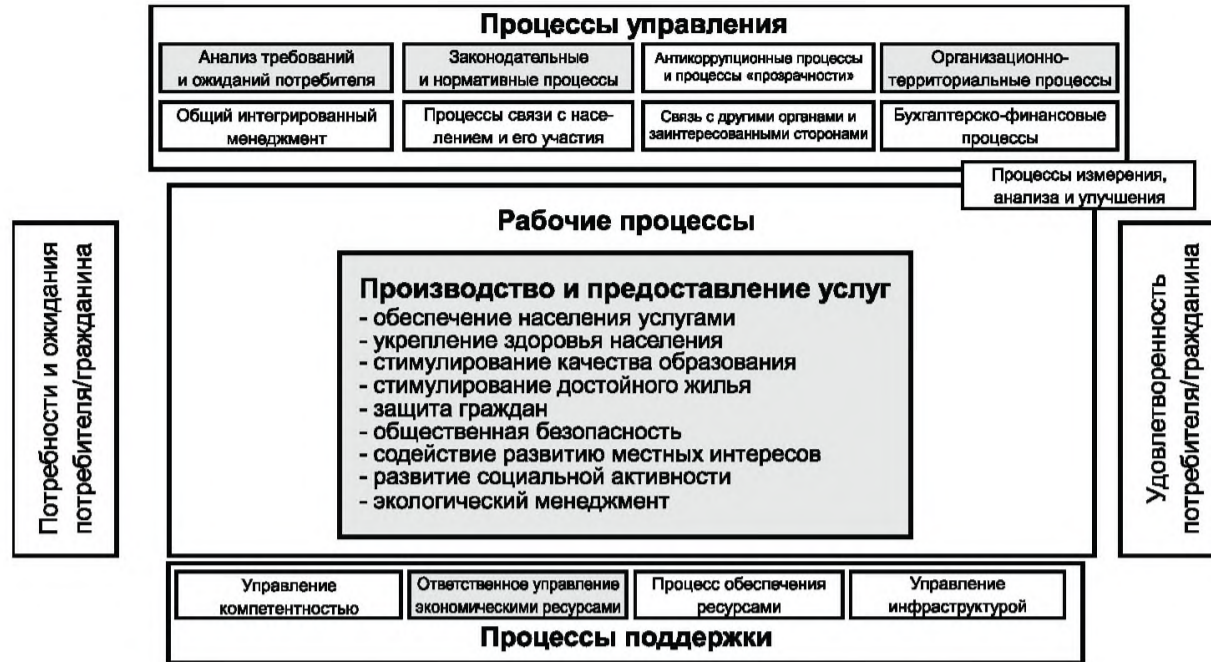 Процессы управления
Анализ требований
и ожиданий потребителя
Законодательные
и нормативные процессы
Антикоррупционные процессы
и процессы «прозрачности»
Организационно-
территориальные процессы
Общий интегрированный
менеджмент
Процессы связи с насе-
лением и его участия
Связь с другими органами и
заинтересованными сторонами
Бухгалтерско-финансовые
процессы
Процессы измерения,
анализа и улучшения
Потребности и ожидания
потребителя/гражданина
Рабочие процессы
Производство и предоставление услуг
- обеспечение населения услугами
- укрепление здоровья населения
- стимулирование качества образования
- стимулирование достойного жилья
- защита граждан
- общественная безопасность
- содействие развитию местных интересов
- развитие социальной активности
- экологический менеджмент
Удовлетворенность
потребителя/гражданина
Управление
компетентностью
Ответственное управление
экономическими ресурсами
Процесс обеспечения
ресурсами
Управление
инфраструктурой
Процессы поддержки